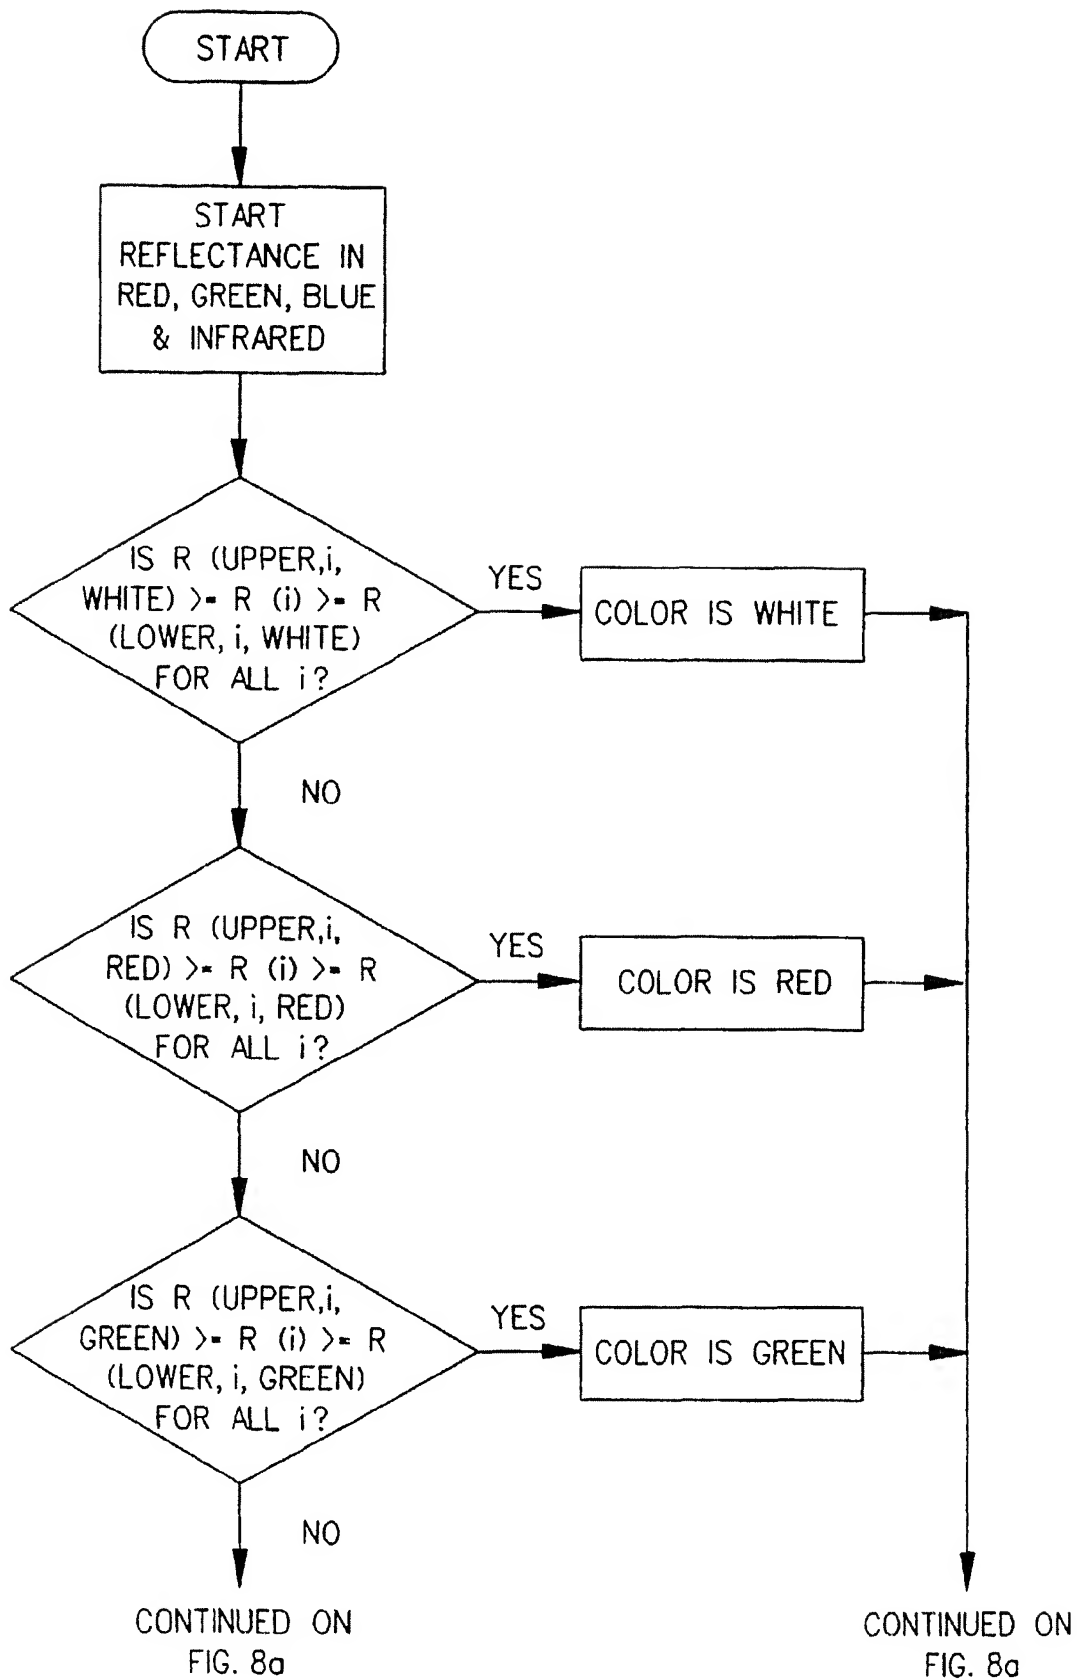 START
START
REFLECTANCE IN
RED, GREEN, BLUE
& INFRARED
IS R (UPPER,i,
WHITE) >= R (i) >= R
(LOWER, i, WHITE)
FOR ALL i?
YES
COLOR IS WHITE
NO
IS R (UPPER,i,
RED) >= R (i) >= R
(LOWER, i, RED)
FOR ALL i?
YES
COLOR IS RED
NO
IS R (UPPER,i,
GREEN) >= R (i) >= R
(LOWER, i, GREEN)
FOR ALL i?
YES
COLOR IS GREEN
NO
CONTINUED ON
FIG. 8a
CONTINUED ON
FIG. 8a